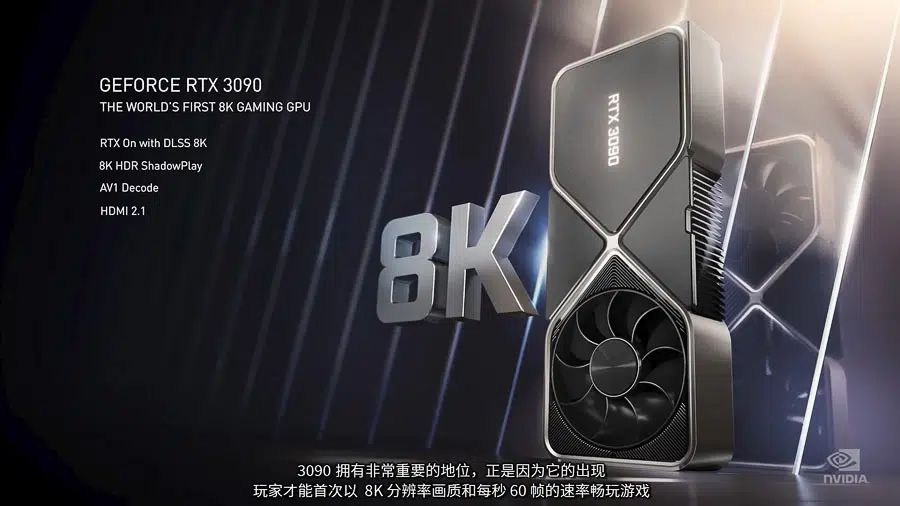 GEFORCE RTX 3090
THE WORLD'S FIRST 8K GAMING GPU
RTX On with DLSS 8K
8K HDR ShadowPlay
AV1 Decode
HDMI 2.1
RTX 3090
8K
3090 拥有非常重要的地位，正是因为它的出现
玩家才能首次以 8K 分辨率画质和每秒 60 帧的速率畅玩游戏
NVIDIA